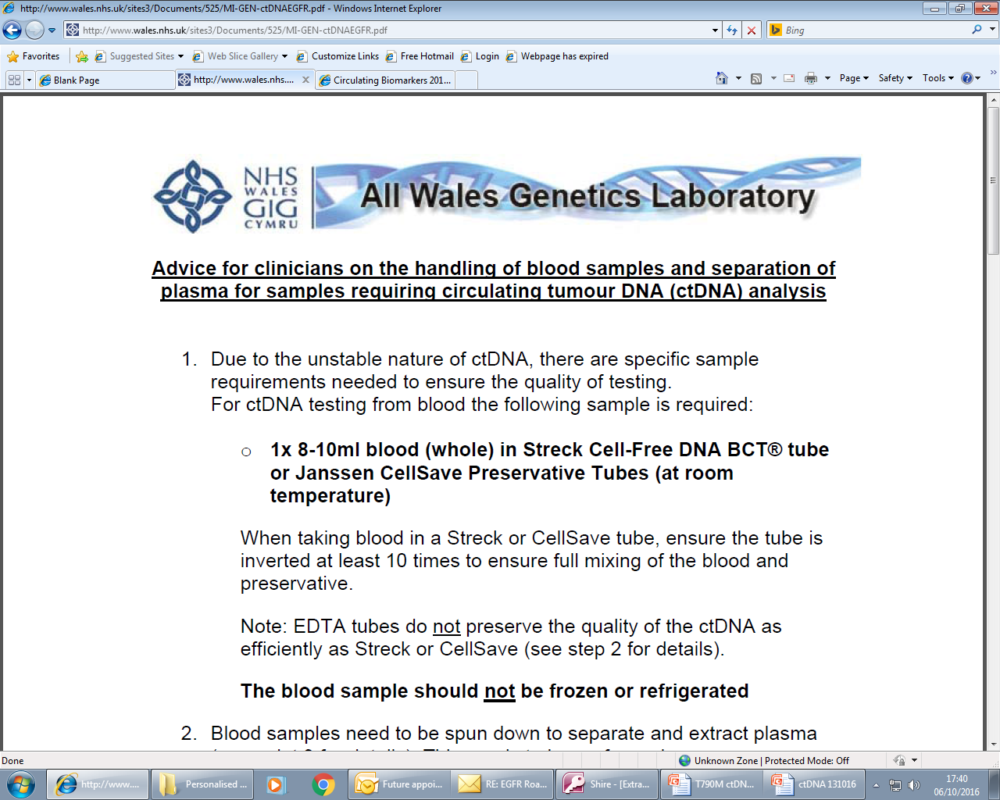 http://www.wales.nhs.uk/sites3/Documents/525/MI-GEN-ctDNAEGFR.pdf - Windows Internet Explorer
http://www.wales.nhs.uk/sites3/Documents/525/MI-GEN-ctDNAEGFR.pdf
Bing
Favorites Suggested Sites Web Slice Gallery Customize Links Free Hotmail Login Webpage has expired
Blank Page http://www.wales.nhs.... Circulating Biomarkers 201... Page Safety Tools
NHS
WALES
GIG
CYMRU
All Wales Genetics Laboratory
Advice for clinicians on the handling of blood samples and separation of
plasma for samples requiring circulating tumour DNA (ctDNA) analysis
1. Due to the unstable nature of ctDNA, there are specific sample
requirements needed to ensure the quality of testing.
For ctDNA testing from blood the following sample is required:
o 1x 8-10ml blood (whole) in Streck Cell-Free DNA BCT® tube
or Janssen CellSave Preservative Tubes (at room
temperature)
When taking blood in a Streck or CellSave tube, ensure the tube is
inverted at least 10 times to ensure full mixing of the blood and
preservative.
Note: EDTA tubes do not preserve the quality of the ctDNA as
efficiently as Streck or CellSave (see step 2 for details).
The blood sample should not be frozen or refrigerated
2. Blood samples need to be spun down to separate and extract plasma
Done Unknown Zone | Protected Mode: Off
http://www.... Personalised ... Future appoi... RE: EGFR Roa... Shire - [Extra... T790M ctDN... ctDNA 131016 17:40
06/10/2016